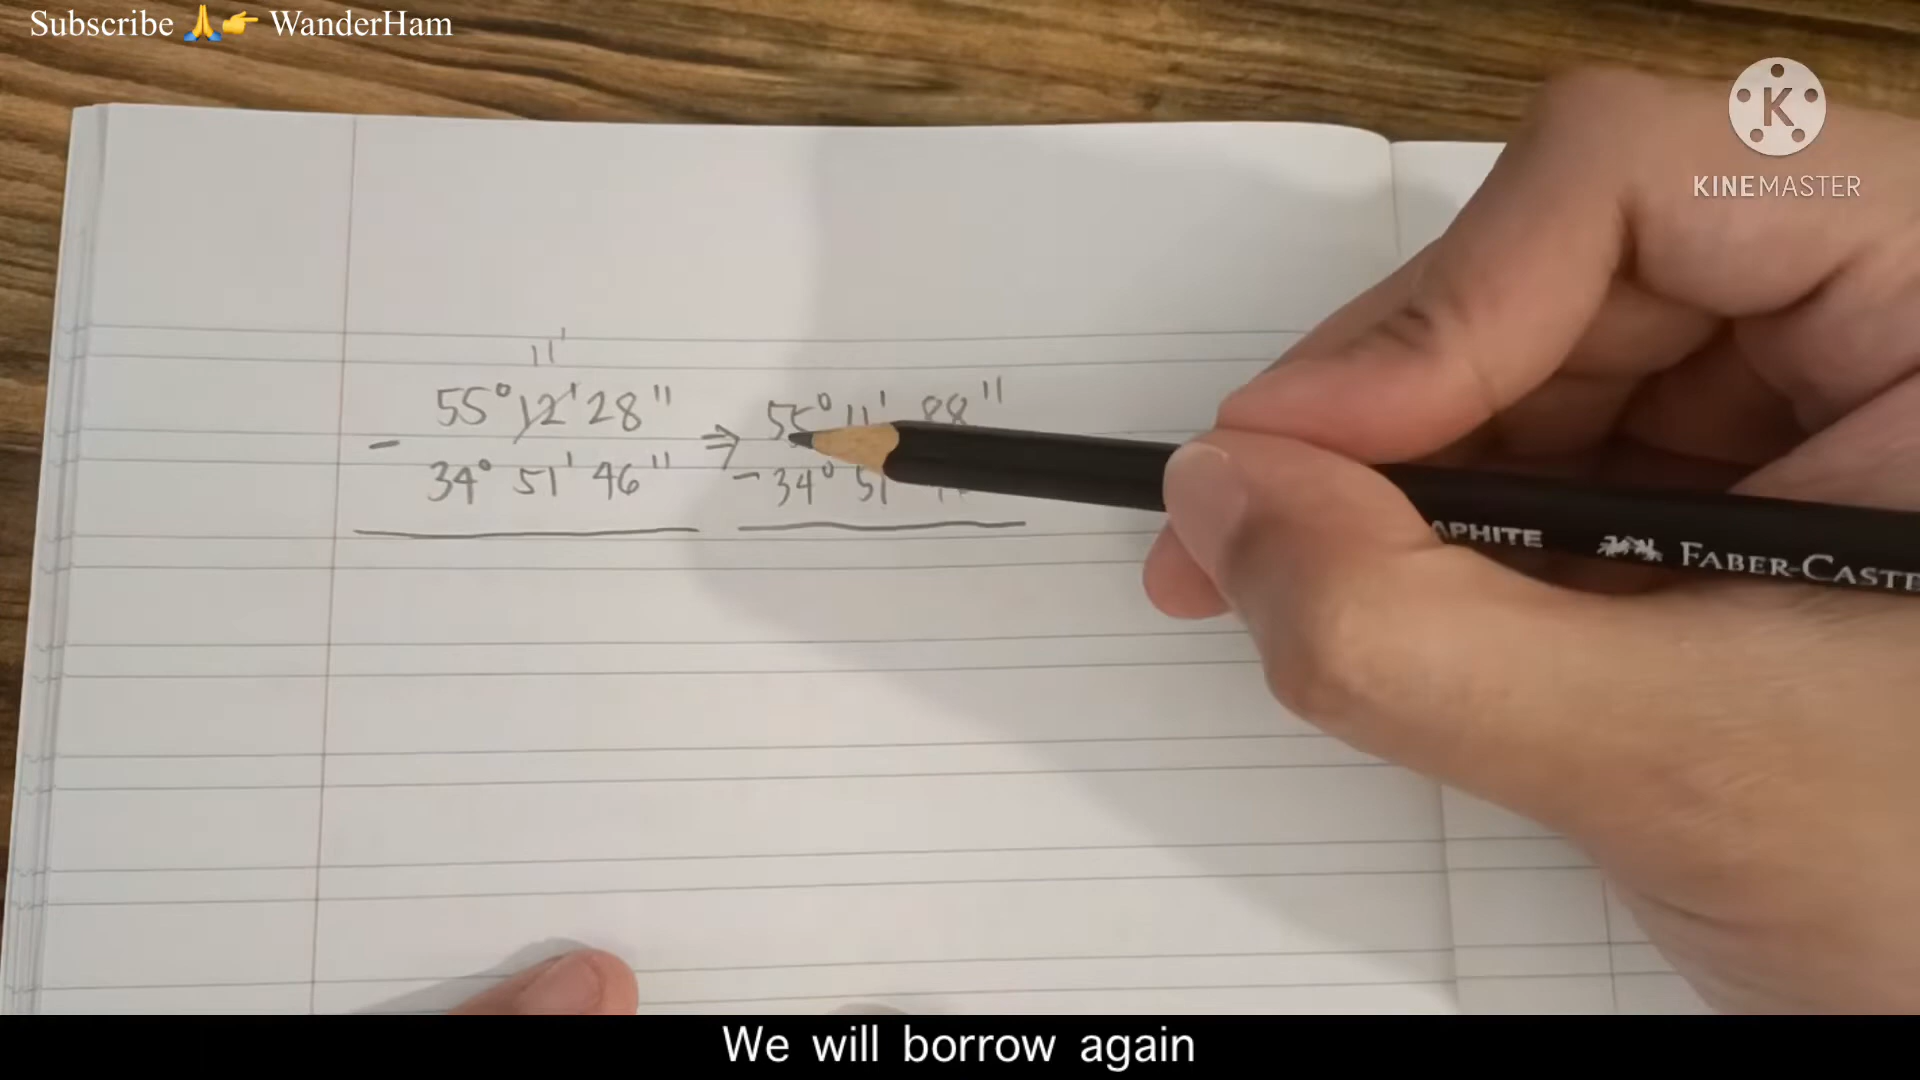 Subscribe 🙏👉 WanderHam
KINEMASTER
11'
55° 12' 28" ⇒ 55° 11' 88"
- 34° 51' 46" - 34° 51
APHITE FABER-CASTE
We will borrow again